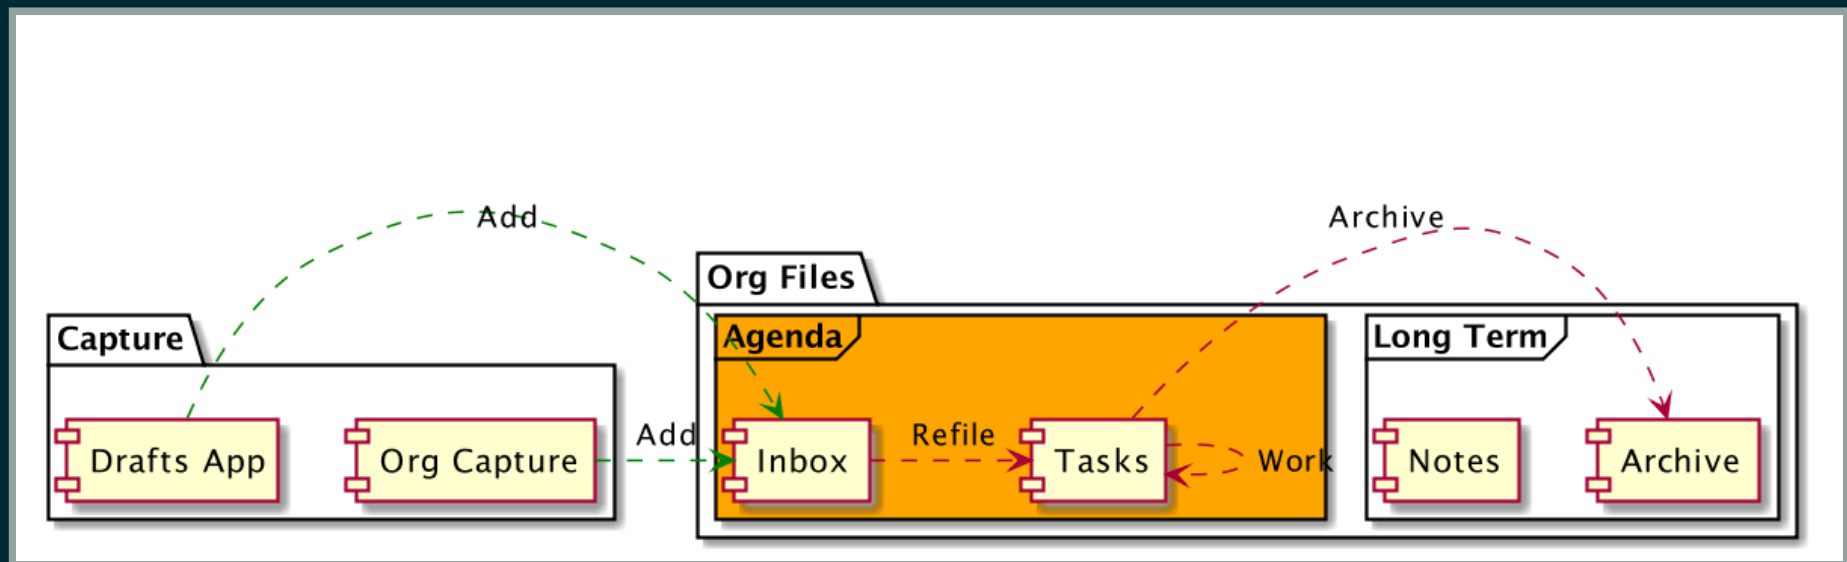 Add
Archive
Org Files
Capture
Agenda
Long Term
Add
Refile
Drafts App
Org Capture
Inbox
Tasks
Work
Notes
Archive